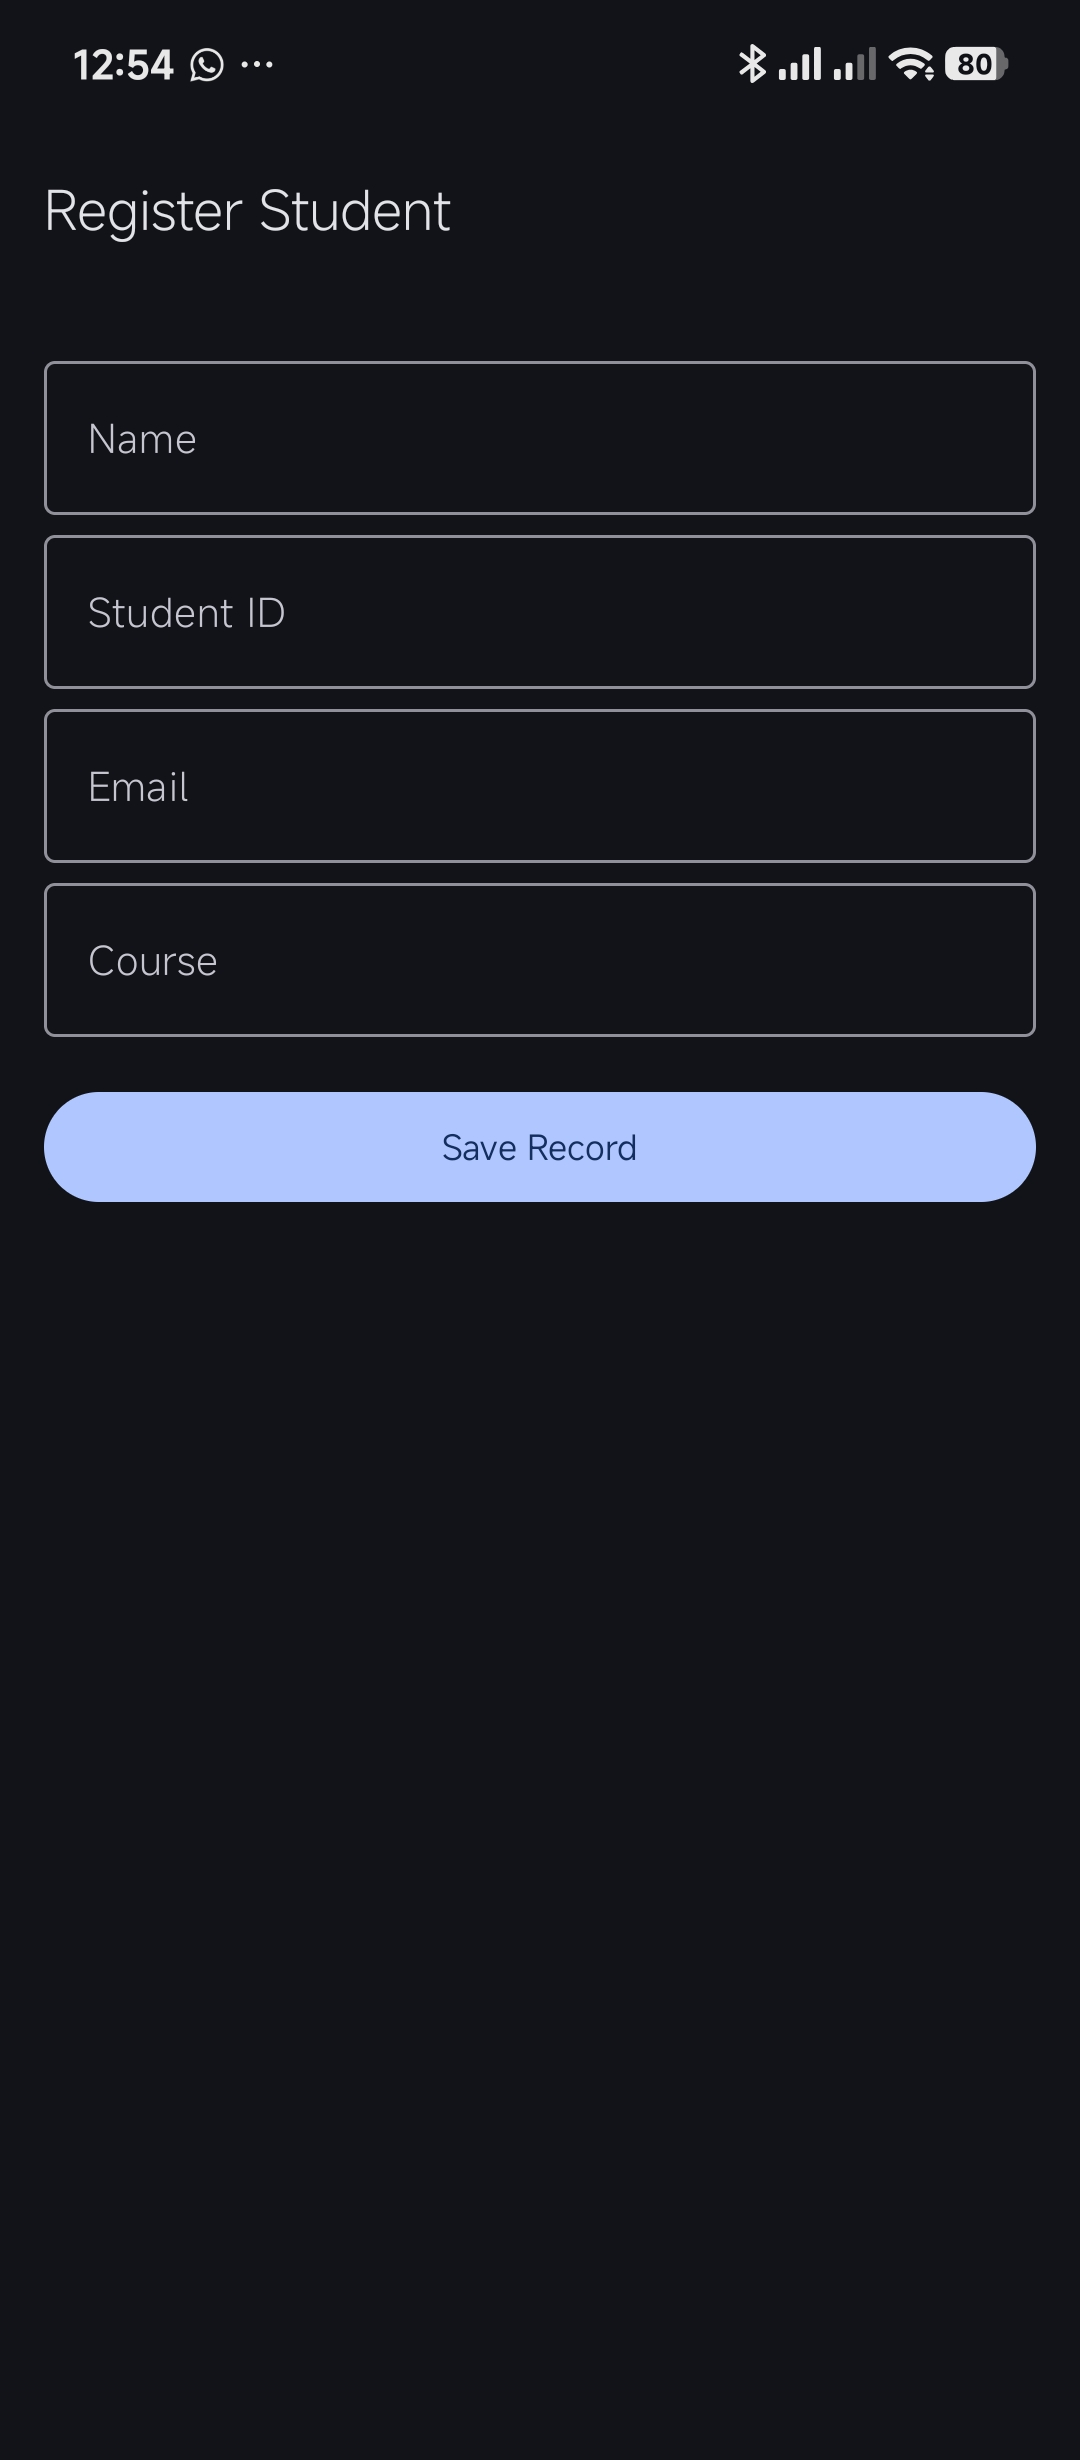 12:54 80
Register Student
Name
Student ID
Email
Course
Save Record